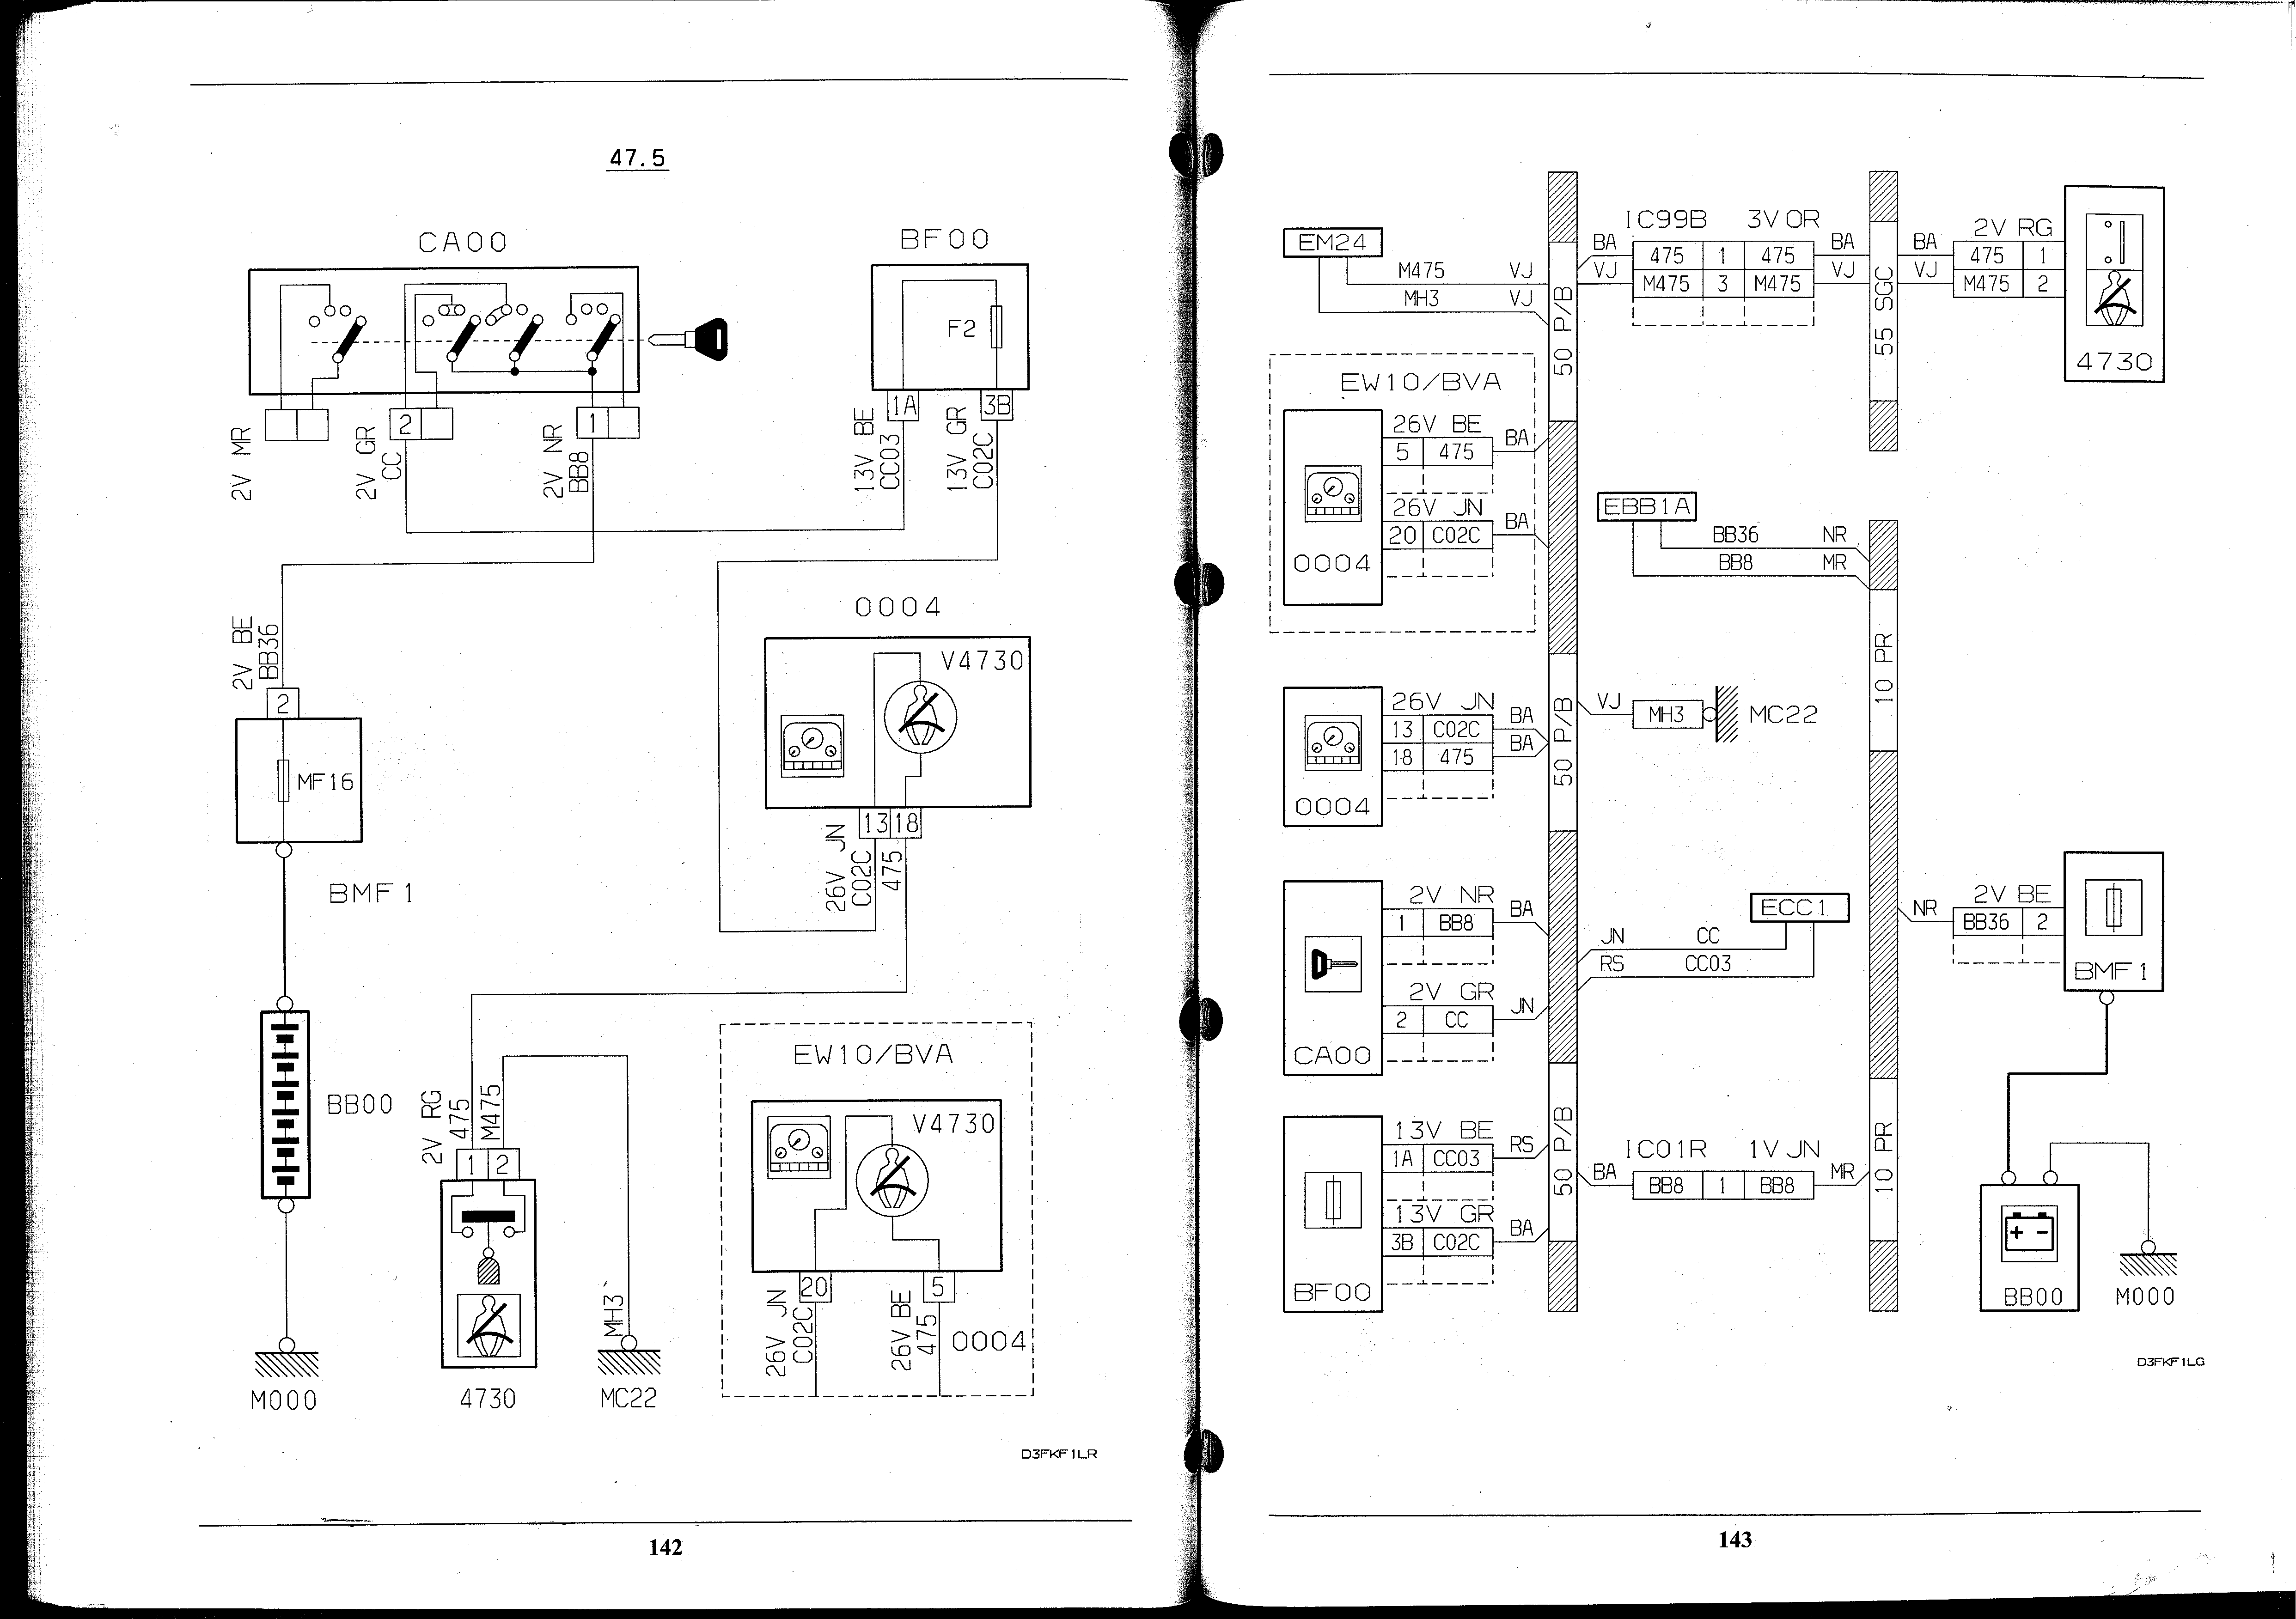 47.5
CA00
BF00
F2
1A
3B
2V MR
2V GR
CC
2
2V NR
BB8
1
13V BE
CC03
13V GR
C02C
2V BE
BB36
2
MF16
BMF1
0004
V4730
13
18
26V JN
C02C
475
BB00
M000
2V RG
475
M475
1
2
4730
MH3
MC22
EW10/BVA
V4730
20
5
26V JN
C02C
26V BE
475
0004
D3FKF1LR
142
EM24
M475 VJ
MH3 VJ
50 P/B
IC99B 3V OR
BA 475 1 475 BA
VJ M475 3 M475 VJ
55 SGC
2V RG
BA 475 1
VJ M475 2
4730
EW10/BVA
26V BE
5 475 BA
26V JN
20 C02C BA
0004
EBB1A
BB36 NR
BB8 MR
10 PR
26V JN
13 C02C BA
18 475 BA
0004
50 P/B
VJ MH3 MC22
2V NR
1 BB8 BA
2V GR
2 CC JN
CA00
ECC1
JN CC
RS CC03
NR
2V BE
BB36 2
BMF1
13V BE
1A CC03 RS
13V GR
3B C02C BA
BF00
50 P/B
IC01R 1V JN
BA BB8 1 BB8 MR
10 PR
+ -
BB00
M000
D3FKF1LG
143